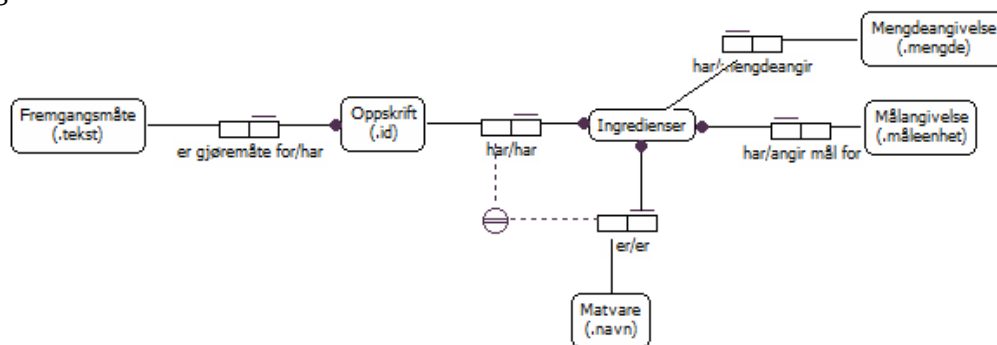 Mengdeangivelse
(.mengde)
har/mengdeangir
Fremgangsmåte
(.tekst)
Oppskrift
(.id)
Ingredienser
Målangivelse
(.måleenhet)
er gjøremåte for/har
har/har
har/angir mål for
er/er
Matvare
(.navn)